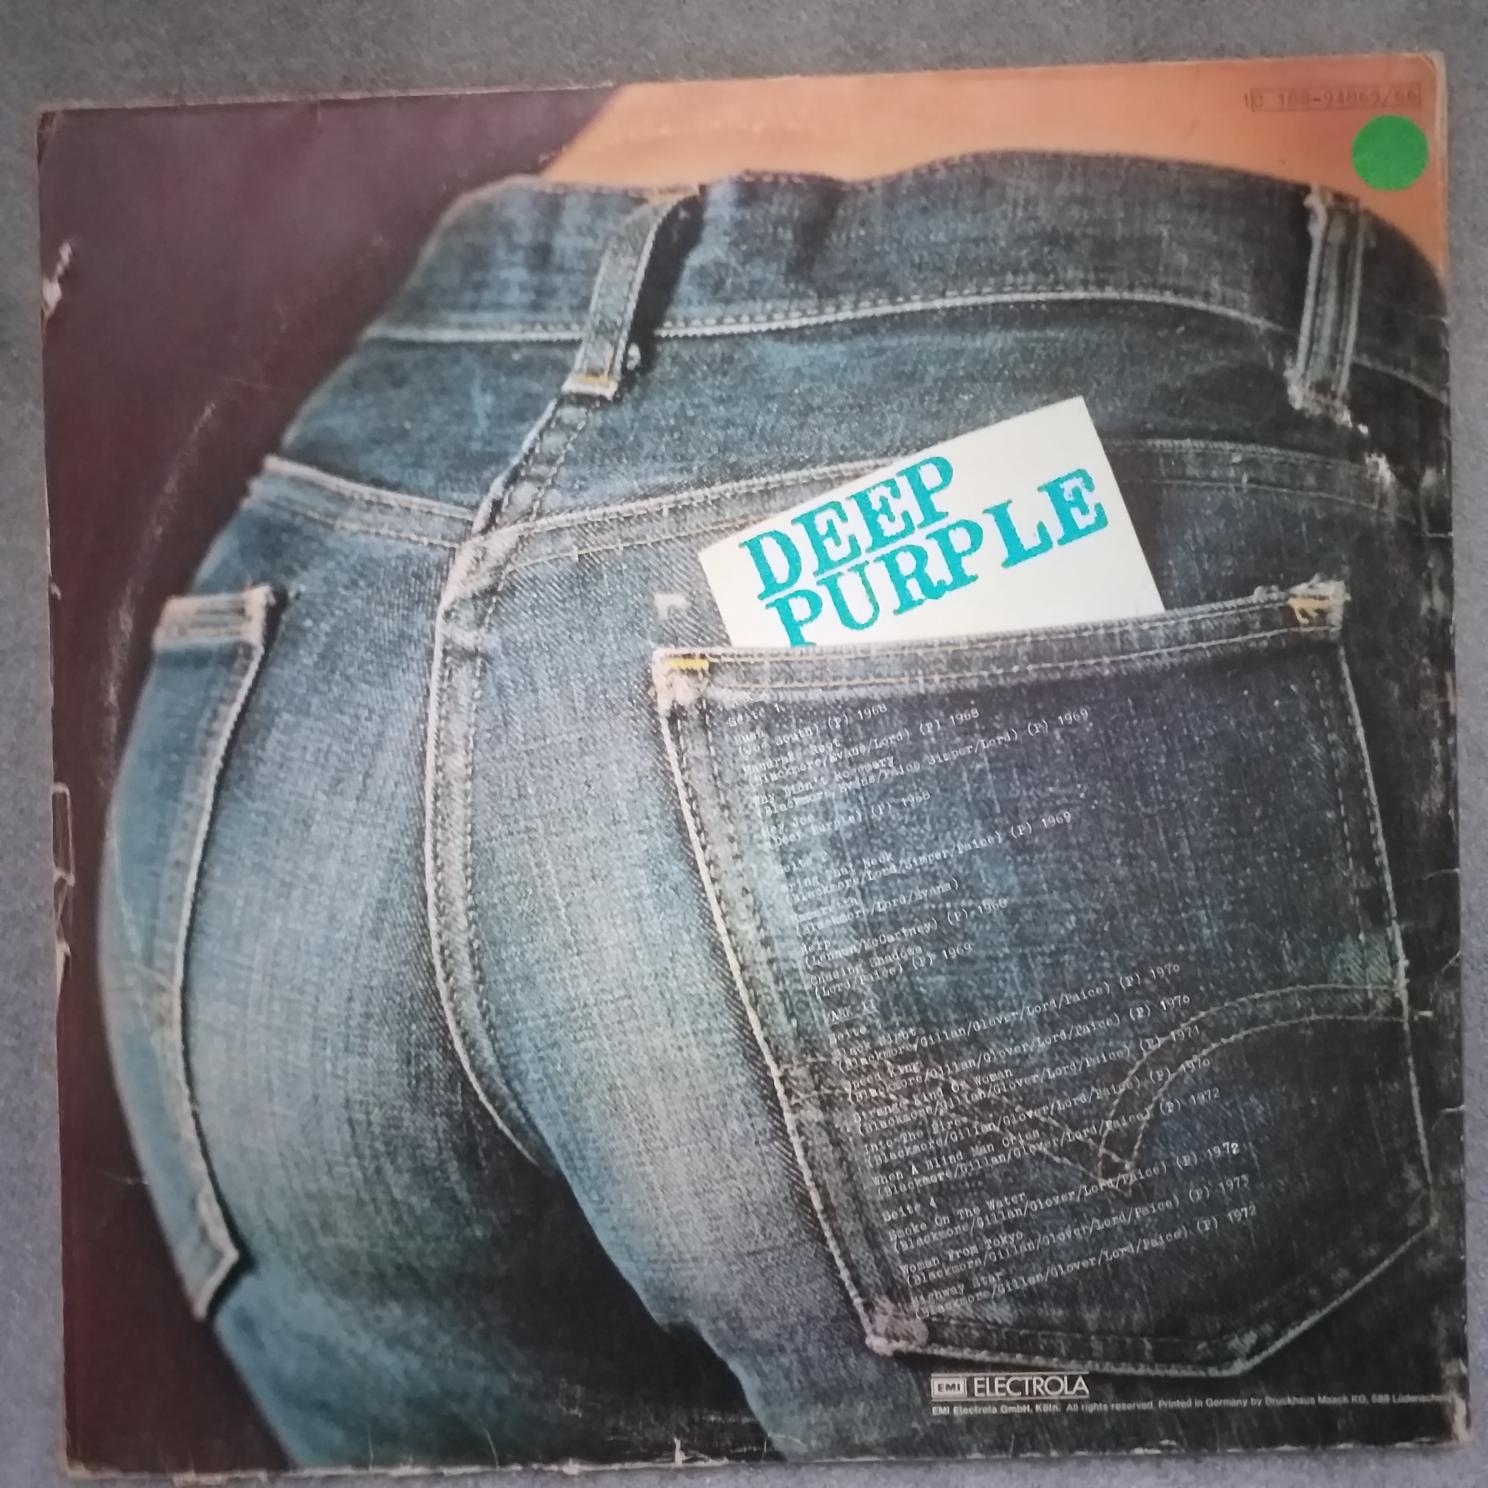 1C 188-94865/66
DEEP
PURPLE
Seite 1
Hush
(Joe South) (P) 1968
Mandrake Root
(Blackmore/Evans/Lord) (P) 1968
Why Didn't Rosemary
(Blackmore/Evans/Paice/Simper/Lord) (P) 1969
Hey Joe
(Deep Purple) (P) 1968
Seite
Wring That Neck
(Blackmore/Lord/Simper/Paice) (P) 1969
(Blackmore/Lord/Evans)
Help
(Lennon/McCartney) (P) 1968
Chasing Shadows
(Lord/Paice) (P) 1969
MARK II
Seite
Black Night
(Blackmore/Gillan/Glover/Lord/Paice) (P) 1970
Speed King
(Blackmore/Gillan/Glover/Lord/Paice) (P) 1970
Strange Kind Of Woman
(Blackmore/Gillan/Glover/Lord/Paice) (P) 1971
Into The Fire
(Blackmore/Gillan/Glover/Lord/Paice) (P) 1970
When A Blind Man Cries
(Blackmore/Gillan/Glover/Lord/Paice) (P) 1972
Seite 4
Smoke On The Water
(Blackmore/Gillan/Glover/Lord/Paice) (P) 1972
Woman From Tokyo
(Blackmore/Gillan/Glover/Lord/Paice) (P) 1973
Highway Star
(Blackmore/Gillan/Glover/Lord/Paice) (P) 1972
EMI ELECTROLA
EMI Electrola GmbH, Köln. All rights reserved. Printed in Germany by Druckhaus Maack KG, 588 Lüdenscheid